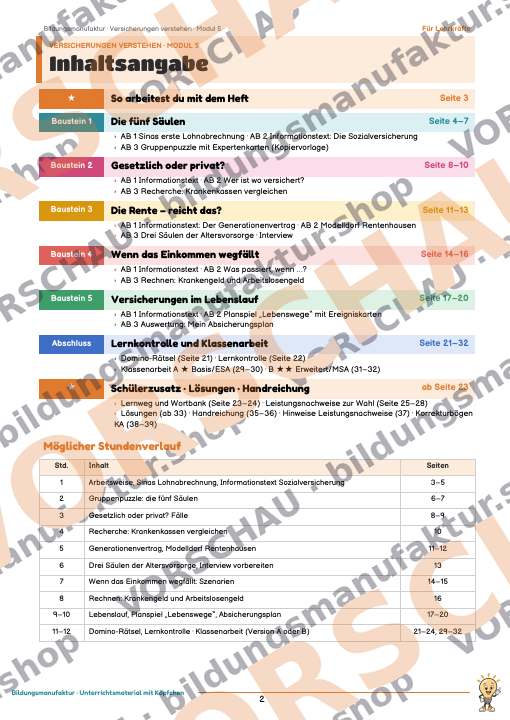 Bildungsmanufaktur · Versicherungen verstehen · Modul 5 Für Lehrkräfte
VERSICHERUNGEN VERSTEHEN · MODUL 5
Inhaltsangabe
★ So arbeitest du mit dem Heft Seite 3
Baustein 1 Die fünf Säulen Seite 4–7
› AB 1 Sinas erste Lohnabrechnung · AB 2 Informationstext: Die Sozialversicherung
› AB 3 Gruppenpuzzle mit Expertenkarten (Kopiervorlage)
Baustein 2 Gesetzlich oder privat? Seite 8–10
› AB 1 Informationstext · AB 2 Wer ist wo versichert?
› AB 3 Recherche: Krankenkassen vergleichen
Baustein 3 Die Rente – reicht das? Seite 11–13
› AB 1 Informationstext: Der Generationenvertrag · AB 2 Modelldorf Rentenhausen
› AB 3 Drei Säulen der Altersvorsorge · Interview
Baustein 4 Wenn das Einkommen wegfällt Seite 14–16
› AB 1 Informationstext · AB 2 Was passiert, wenn …?
› AB 3 Rechnen: Krankengeld und Arbeitslosengeld
Baustein 5 Versicherungen im Lebenslauf Seite 17–20
› AB 1 Informationstext · AB 2 Planspiel „Lebenswege“ mit Ereigniskarten
› AB 3 Auswertung: Mein Absicherungsplan
Abschluss Lernkontrolle und Klassenarbeit Seite 21–32
› Domino-Rätsel (Seite 21) · Lernkontrolle (Seite 22)
› Klassenarbeit A ★ Basis/ESA (29–30) · B ★★ Erweitert/MSA (31–32)
★ Schülerzusatz · Lösungen · Handreichung ab Seite 23
› Lernweg und Wortbank (Seite 23–24) · Leistungsnachweise zur Wahl (Seite 25–28)
› Lösungen (ab 33) · Handreichung (35–36) · Hinweise Leistungsnachweise (37) · Korrekturbögen
KA (38–39)
Möglicher Stundenverlauf
Std. Inhalt Seiten
1 Arbeitsweise, Sinas Lohnabrechnung, Informationstext Sozialversicherung 3–5
2 Gruppenpuzzle: die fünf Säulen 6–7
3 Gesetzlich oder privat? Fälle 8–9
4 Recherche: Krankenkassen vergleichen 10
5 Generationenvertrag, Modelldorf Rentenhausen 11–12
6 Drei Säulen der Altersvorsorge, Interview vorbereiten 13
7 Wenn das Einkommen wegfällt: Szenarien 14–15
8 Rechnen: Krankengeld und Arbeitslosengeld 16
9–10 Lebenslauf, Planspiel „Lebenswege“, Absicherungsplan 17–20
11–12 Domino-Rätsel, Lernkontrolle · Klassenarbeit (Version A oder B) 21–24, 29–32
Bildungsmanufaktur · Unterrichtsmaterial mit Köpfchen
2
VORSCHAU · bildungsmanufaktur.shop